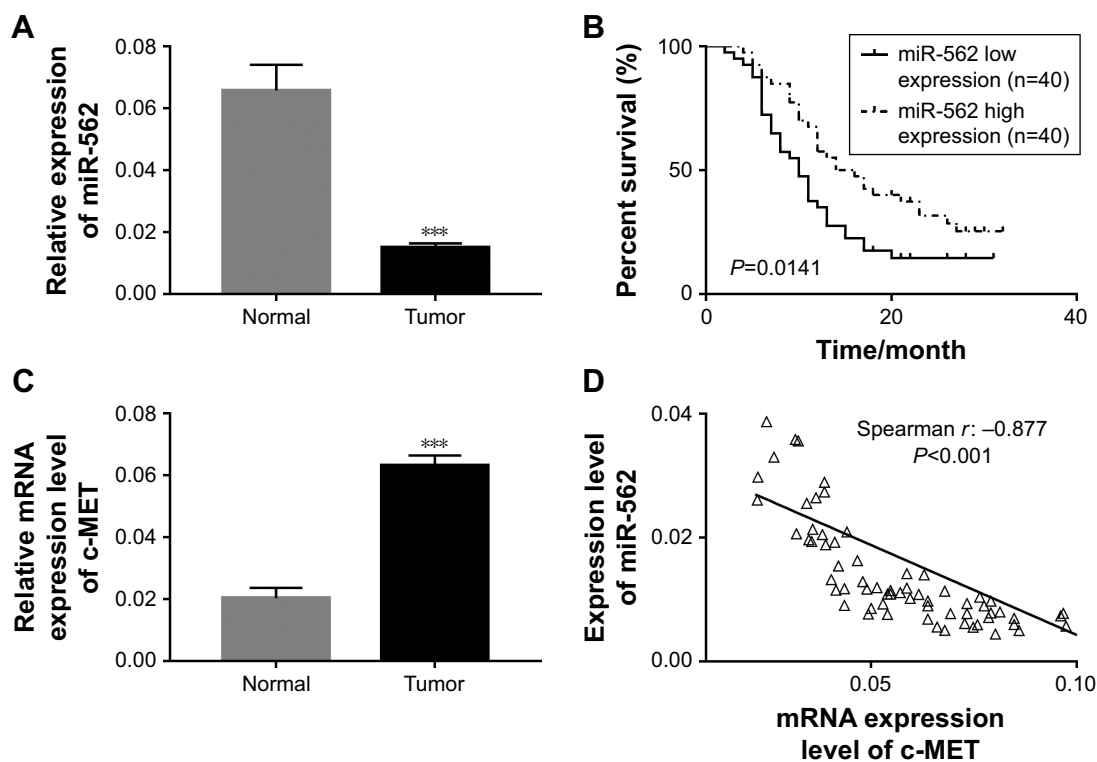 A
Relative expression
of miR-562
0.08
0.06
0.04
0.02
0.00
***
Normal
Tumor
B
Percent survival (%)
100
50
0
miR-562 low
expression (n=40)
miR-562 high
expression (n=40)
P=0.0141
0
20
40
Time/month
C
Relative mRNA
expression level
of c-MET
0.08
0.06
0.04
0.02
0.00
***
Normal
Tumor
D
Expression level
of miR-562
0.04
0.02
0.00
Spearman r: –0.877
P<0.001
0.05
0.10
mRNA expression
level of c-MET